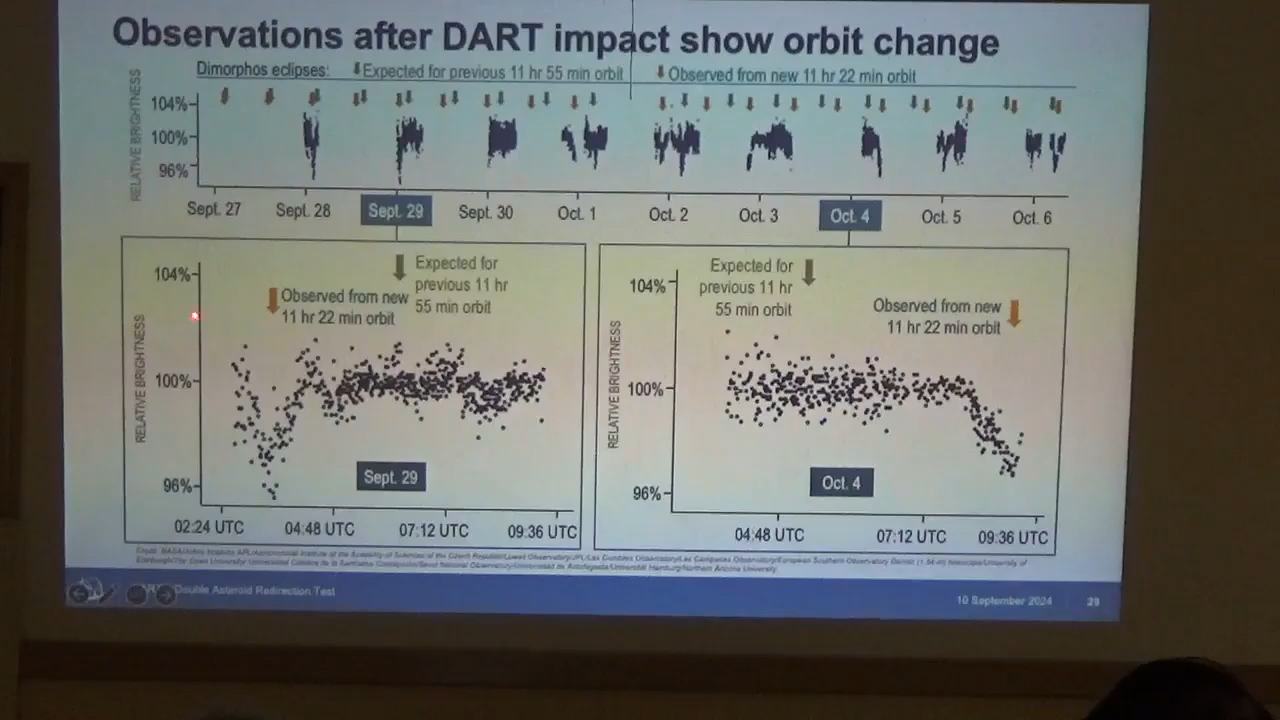 Observations after DART impact show orbit change
Dimorphos eclipses: Expected for previous 11 hr 55 min orbit Observed from new 11 hr 22 min orbit
RELATIVE BRIGHTNESS
104%
100%
96%
Sept. 27 Sept. 28 Sept. 29 Sept. 30 Oct. 1 Oct. 2 Oct. 3 Oct. 4 Oct. 5 Oct. 6
RELATIVE BRIGHTNESS
104%
100%
96%
Expected for
previous 11 hr
55 min orbit
Observed from new
11 hr 22 min orbit
Sept. 29
02:24 UTC 04:48 UTC 07:12 UTC 09:36 UTC
RELATIVE BRIGHTNESS
104%
100%
96%
Expected for
previous 11 hr
55 min orbit
Observed from new
11 hr 22 min orbit
Oct. 4
04:48 UTC 07:12 UTC 09:36 UTC
Double Asteroid Redirection Test
10 September 2024
29